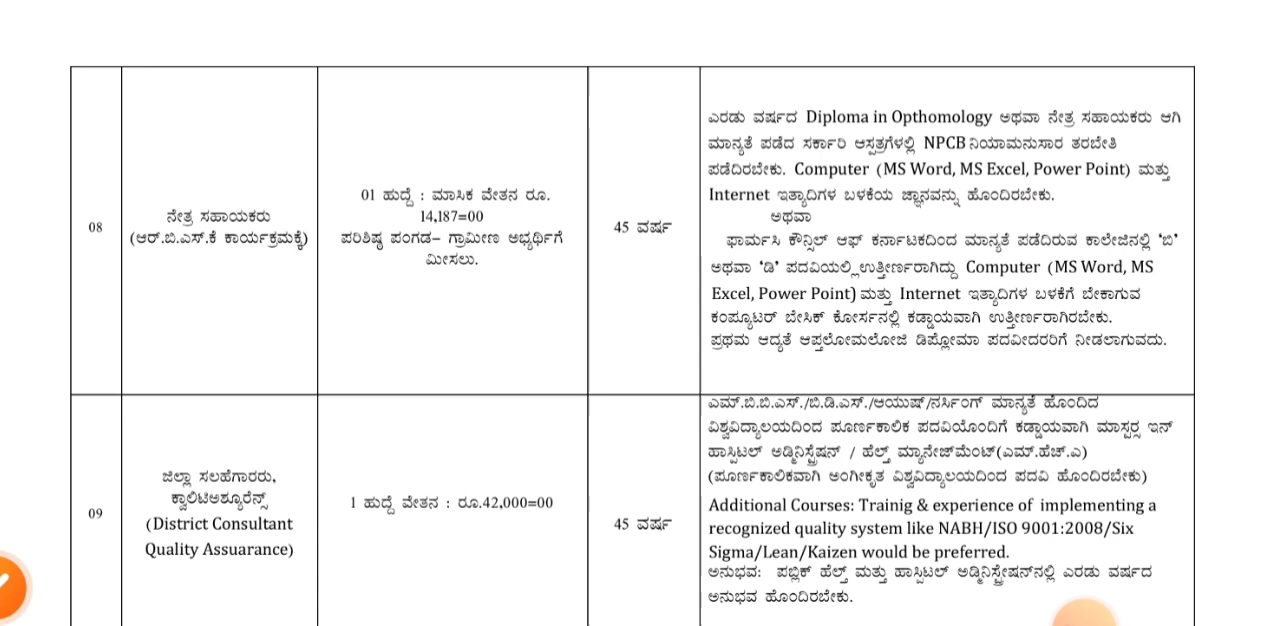 08
ನೇತ್ರ ಸಹಾಯಕರು
(ಆರ್.ಬಿ.ಎಸ್.ಕೆ ಕಾರ್ಯಕ್ರಮಕ್ಕೆ)
01 ಹುದ್ದೆ : ಮಾಸಿಕ ವೇತನ ರೂ.
14,187=00
ಪರಿಶಿಷ್ಠ ಪಂಗಡ– ಗ್ರಾಮೀಣ ಅಭ್ಯರ್ಥಿಗೆ
ಮೀಸಲು.
45 ವರ್ಷ
ಎರಡು ವರ್ಷದ Diploma in Opthomology ಅಥವಾ ನೇತ್ರ ಸಹಾಯಕರು ಆಗಿ
ಮಾನ್ಯತೆ ಪಡೆದ ಸರ್ಕಾರಿ ಆಸ್ಪತ್ರಗೆಳಲ್ಲಿ NPCB ನಿಯಾಮನುಸಾರ ತರಬೇತಿ
ಪಡೆದಿರಬೇಕು. Computer (MS Word, MS Excel, Power Point) ಮತ್ತು
Internet ಇತ್ಯಾದಿಗಳ ಬಳಕೆಯ ಜ್ಞಾನವನ್ನು ಹೊಂದಿರಬೇಕು.
ಅಥವಾ
ಫಾರ್ಮಸಿ ಕೌನ್ಸಿಲ್ ಆಫ್ ಕರ್ನಾಟಕದಿಂದ ಮಾನ್ಯತೆ ಪಡೆದಿರುವ ಕಾಲೇಜಿನಲ್ಲಿ 'ಬಿ'
ಅಥವಾ 'ಡಿ' ಪದವಿಯಲ್ಲಿ ಉತ್ತೀರ್ಣರಾಗಿದ್ದು Computer (MS Word, MS
Excel, Power Point) ಮತ್ತು Internet ಇತ್ಯಾದಿಗಳ ಬಳಕೆಗೆ ಬೇಕಾಗುವ
ಕಂಪ್ಯೂಟರ್ ಬೇಸಿಕ್ ಕೋರ್ಸನಲ್ಲಿ ಕಡ್ಡಾಯವಾಗಿ ಉತ್ತೀರ್ಣರಾಗಿರಬೇಕು.
ಪ್ರಥಮ ಆದ್ಯತೆ ಆಪ್ತಲೋಮಲೋಜಿ ಡಿಪ್ಲೋಮಾ ಪದವೀದರರಿಗೆ ನೀಡಲಾಗುವದು.
09
ಜಿಲ್ಲಾ ಸಲಹೆಗಾರರು,
ಕ್ವಾಲಿಟಿಅಶ್ಯೂರೆನ್ಸ್
(District Consultant
Quality Assuarance)
1 ಹುದ್ದೆ ವೇತನ : ರೂ.42,000=00
45 ವರ್ಷ
ಎಮ್.ಬಿ.ಬಿ.ಎಸ್./ಬಿ.ಡಿ.ಎಸ್./ಆಯುಷ್/ನರ್ಸಿಂಗ್ ಮಾನ್ಯತೆ ಹೊಂದಿದ
ವಿಶ್ವವಿದ್ಯಾಲಯದಿಂದ ಪೂರ್ಣಕಾಲಿಕ ಪದವಿಯೊಂದಿಗೆ ಕಡ್ಡಾಯವಾಗಿ ಮಾಸ್ಟರ‍್ಸ ಇನ್
ಹಾಸ್ಪಿಟಲ್ ಅಡ್ಮಿನಿಸ್ಟ್ರೆಷನ್ / ಹೆಲ್ತ್ ಮ್ಯಾನೇಜ್‌ಮೆಂಟ್(ಎಮ್.ಹೆಚ್.ಎ)
(ಪೂರ್ಣಕಾಲಿಕವಾಗಿ ಅಂಗೀಕೃತ ವಿಶ್ವವಿದ್ಯಾಲಯದಿಂದ ಪದವಿ ಹೊಂದಿರಬೇಕು)
Additional Courses: Trainig & experience of implementing a
recognized quality system like NABH/ISO 9001:2008/Six
Sigma/Lean/Kaizen would be preferred.
ಅನುಭವ: ಪಬ್ಲಿಕ್ ಹೆಲ್ತ್ ಮತ್ತು ಹಾಸ್ಪಿಟಲ್ ಅಡ್ಮಿನಿಸ್ಟ್ರೇಷನ್‌ನಲ್ಲಿ ಎರಡು ವರ್ಷದ
ಅನುಭವ ಹೊಂದಿರಬೇಕು.